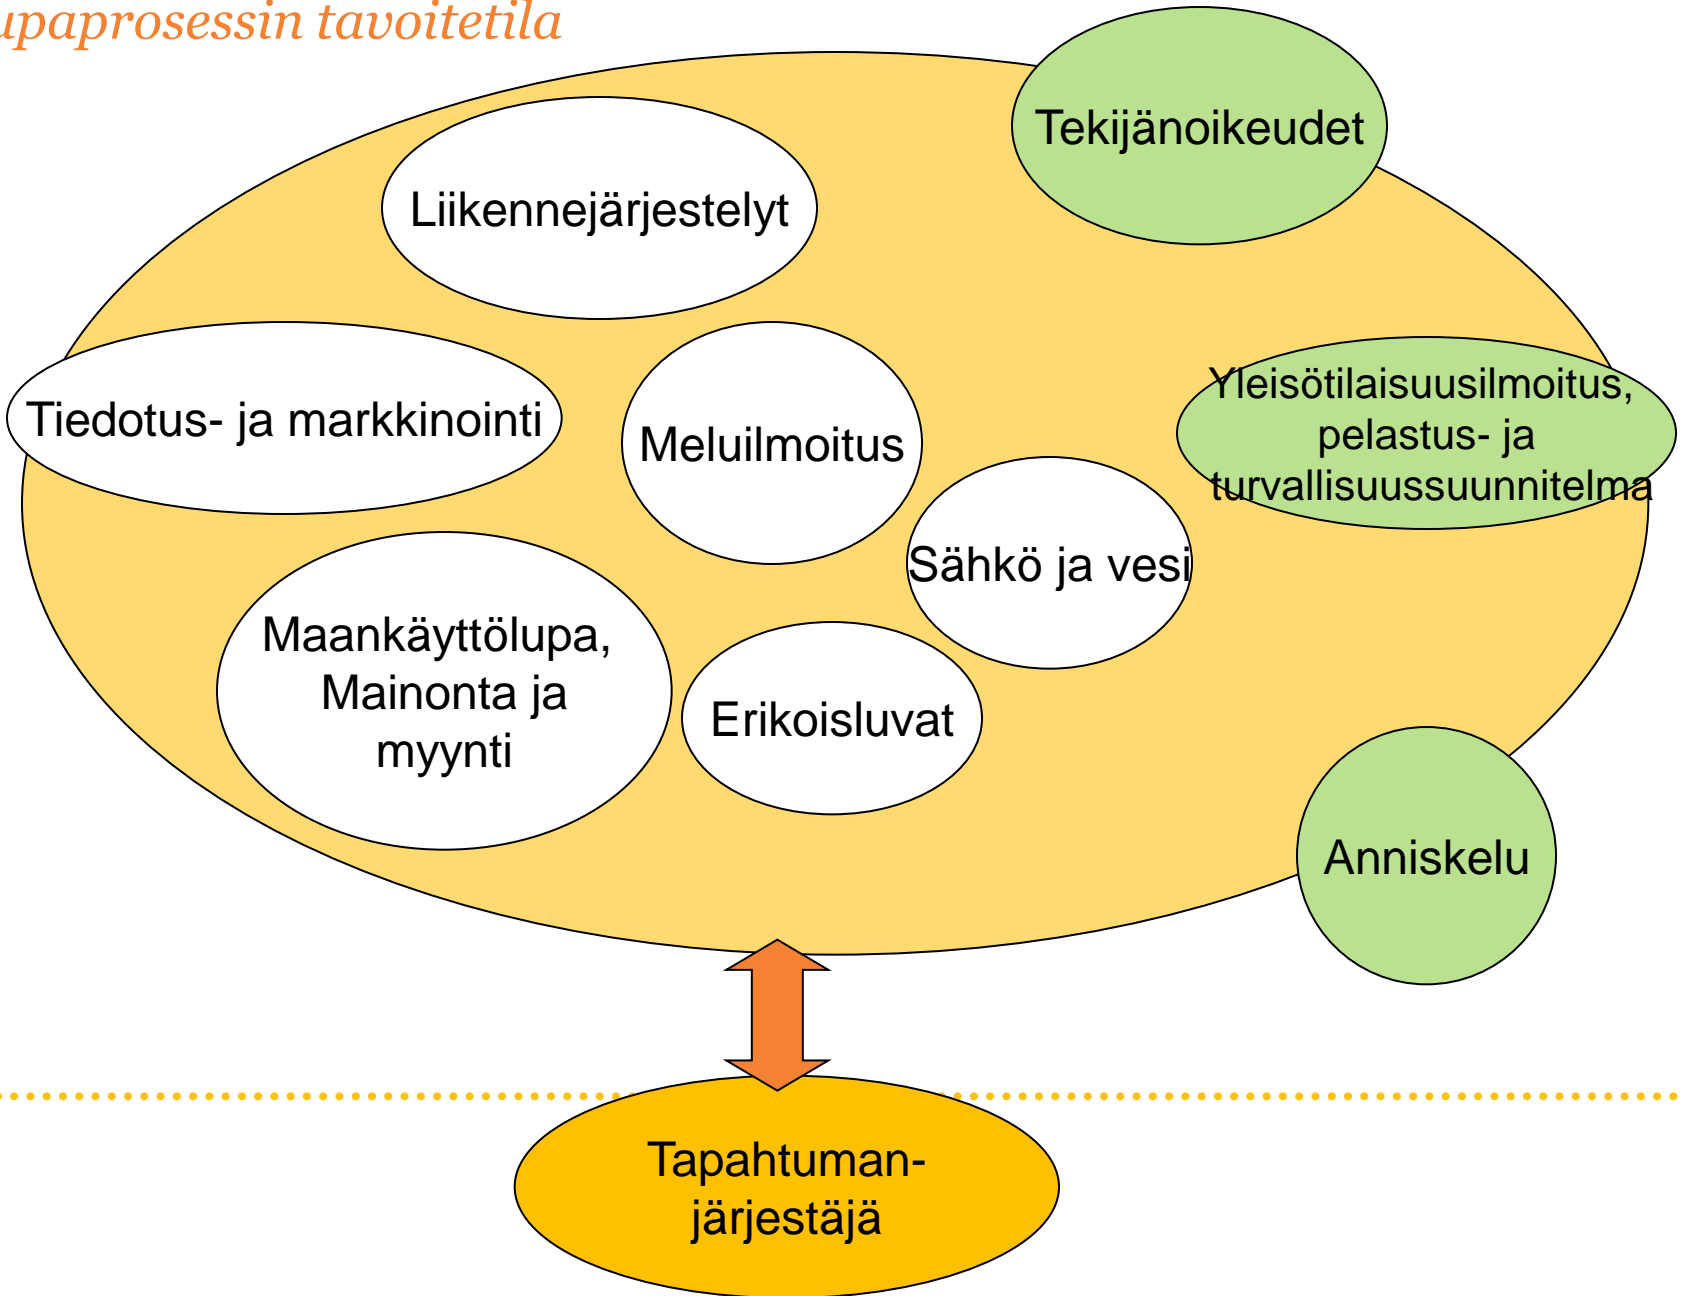 upaprosessin tavoitetila
Tekijänoikeudet
Liikennejärjestelyt
Tiedotus- ja markkinointi
Meluilmoitus
Yleisötilaisuusilmoitus,
pelastus- ja
turvallisuussuunnitelma
Sähkö ja vesi
Maankäyttölupa,
Mainonta ja
myynti
Erikoisluvat
Anniskelu
Tapahtuman-
järjestäjä